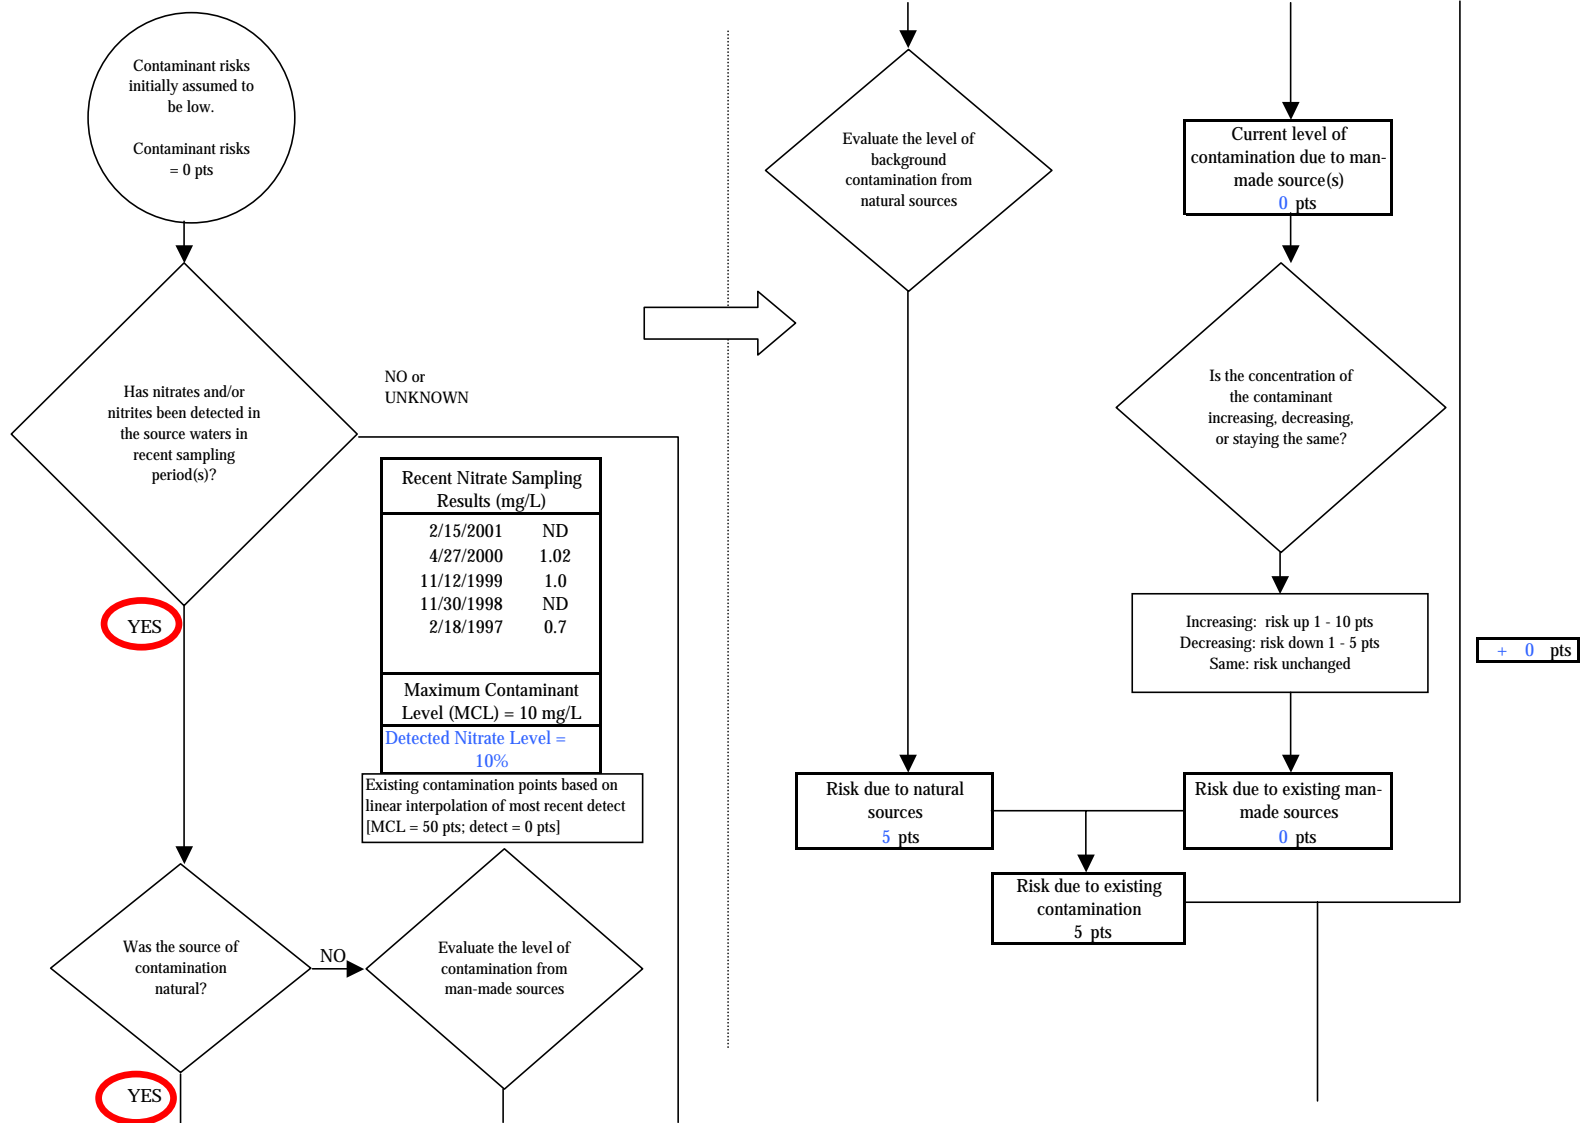 Contaminant risks
initially assumed to
be low.
Contaminant risks
= 0 pts
Has nitrates and/or
nitrites been detected in
the source waters in
recent sampling
period(s)?
NO or
UNKNOWN
YES
Recent Nitrate Sampling
Results (mg/L)
2/15/2001 ND
4/27/2000 1.02
11/12/1999 1.0
11/30/1998 ND
2/18/1997 0.7
Maximum Contaminant
Level (MCL) = 10 mg/L
Detected Nitrate Level =
10%
Existing contamination points based on
linear interpolation of most recent detect
[MCL = 50 pts; detect = 0 pts]
Was the source of
contamination
natural?
NO
Evaluate the level of
contamination from
man-made sources
YES
Evaluate the level of
background
contamination from
natural sources
Current level of
contamination due to man-
made source(s)
0 pts
Is the concentration of
the contaminant
increasing, decreasing,
or staying the same?
Increasing: risk up 1 - 10 pts
Decreasing: risk down 1 - 5 pts
Same: risk unchanged
+ 0 pts
Risk due to natural
sources
5 pts
Risk due to existing man-
made sources
0 pts
Risk due to existing
contamination
5 pts